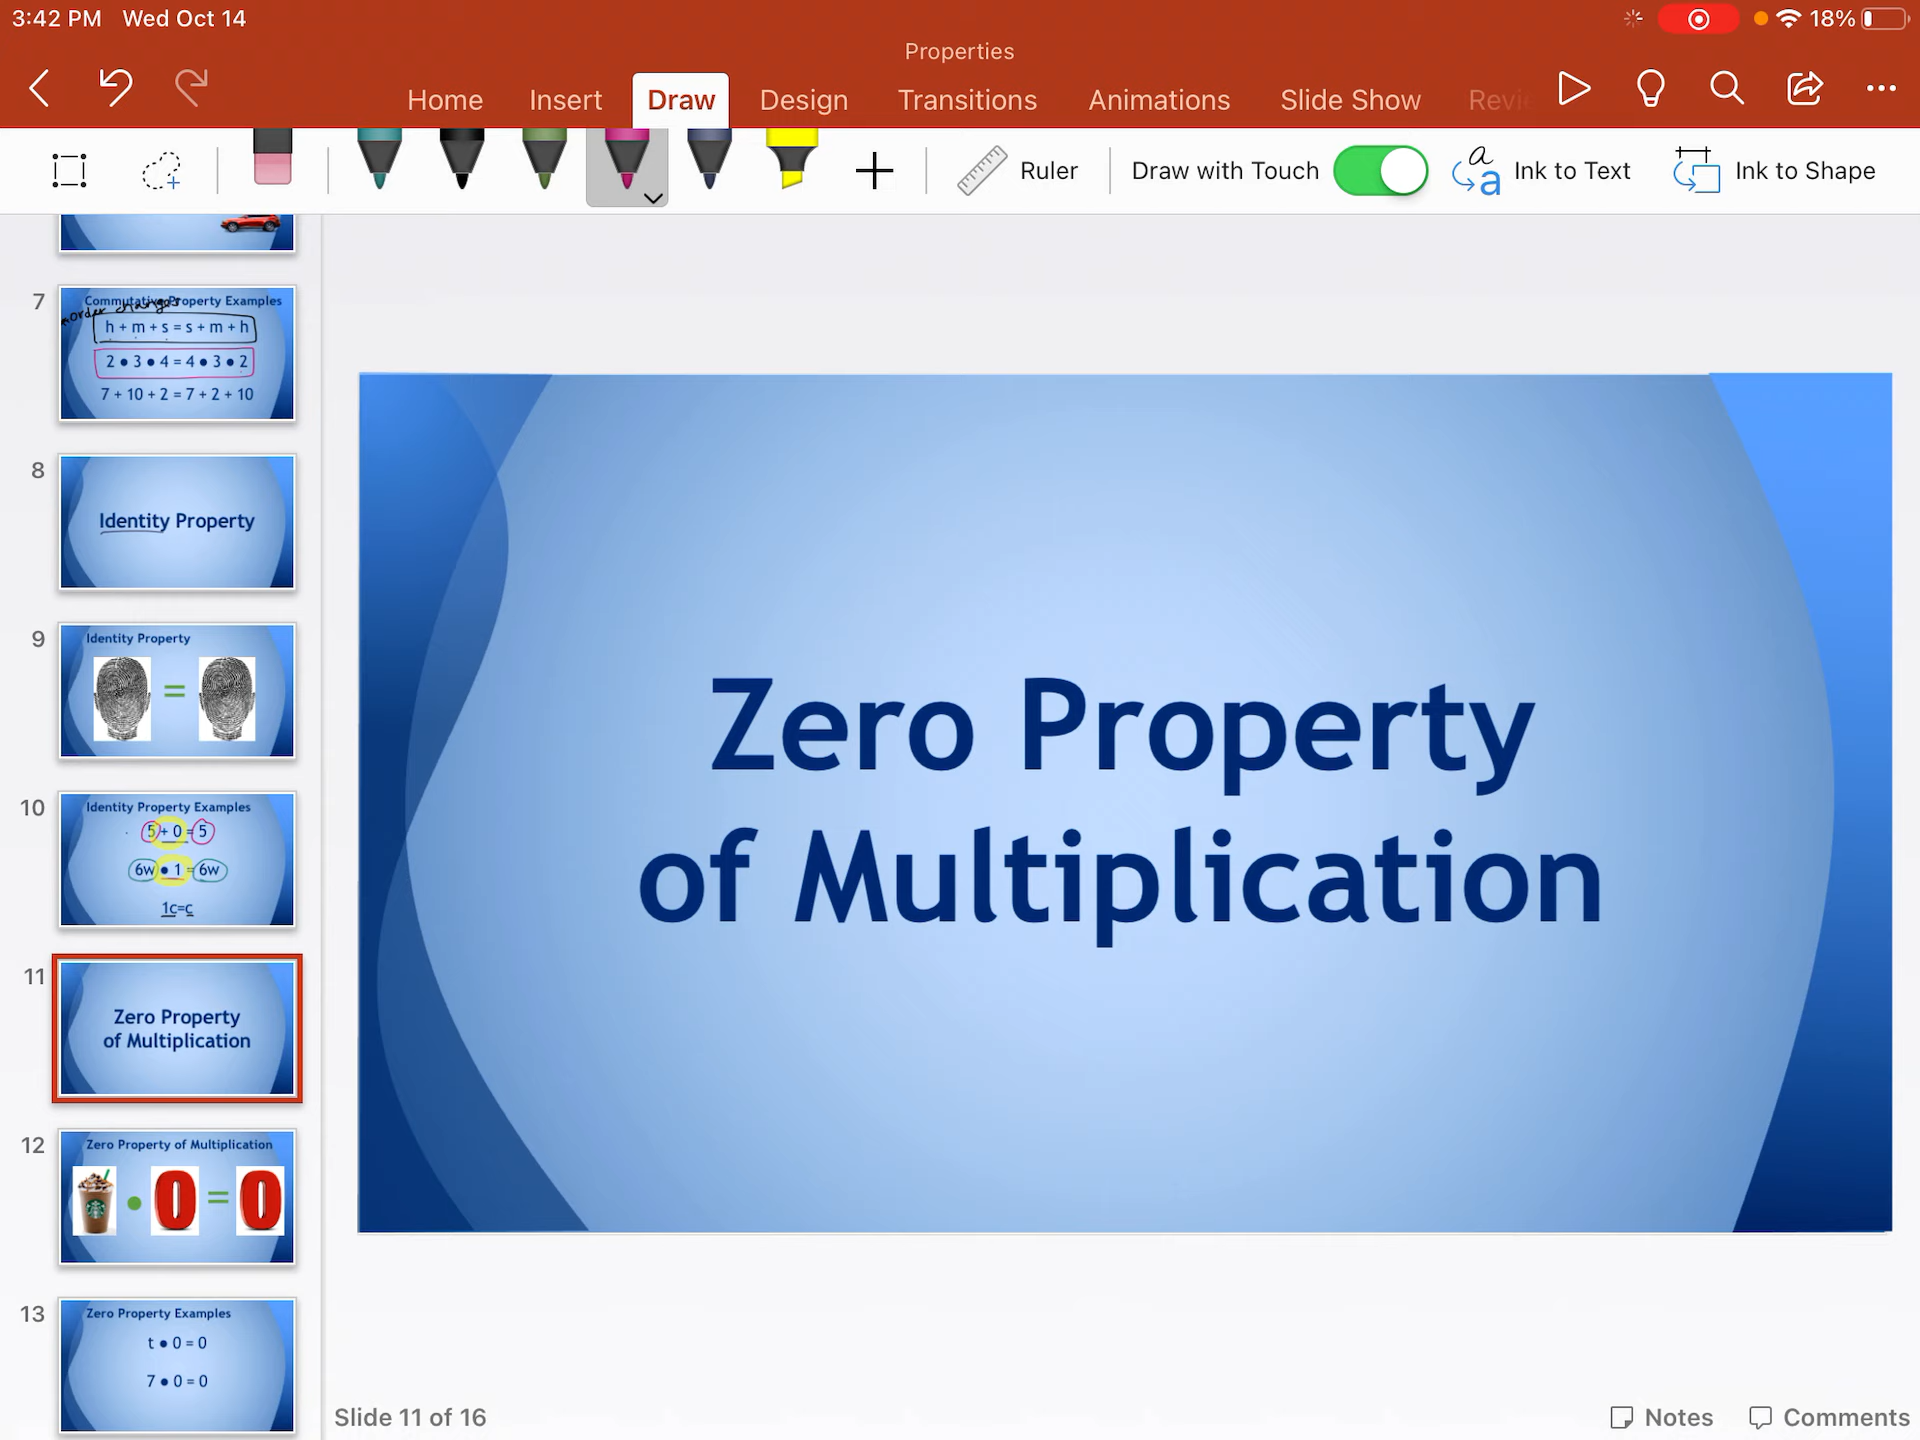 3:42 PM Wed Oct 14
18%
Properties
Home Insert Draw Design Transitions Animations Slide Show Revie
Ruler Draw with Touch Ink to Text Ink to Shape
7
Commutative Property Examples
order changes
h + m + s = s + m + h
2 • 3 • 4 = 4 • 3 • 2
7 + 10 + 2 = 7 + 2 + 10
8
Identity Property
9
Identity Property
=
10
Identity Property Examples
5 + 0 = 5
6w • 1 = 6w
1c=c
11
Zero Property
of Multiplication
12
Zero Property of Multiplication
• 0 = 0
13
Zero Property Examples
t • 0 = 0
7 • 0 = 0
Zero Property
of Multiplication
Slide 11 of 16
Notes Comments